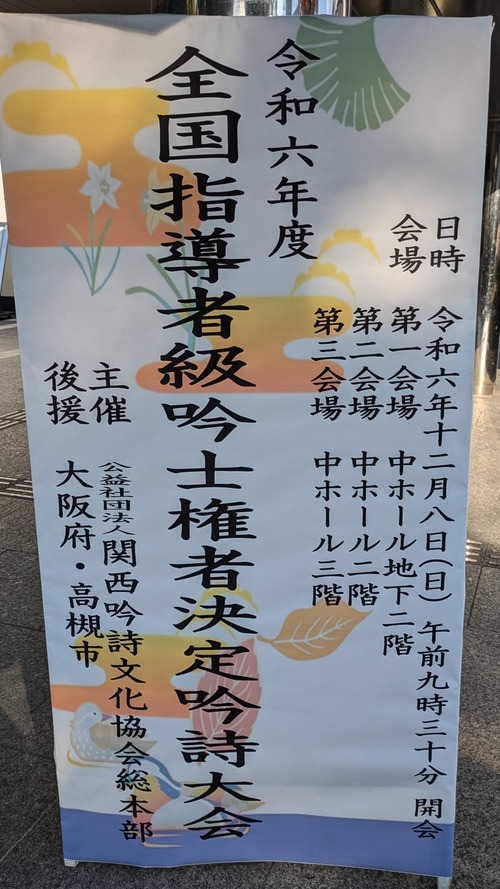 日時 令和六年十二月八日(日) 午前九時三十分 開会
会場 第一会場 中ホール地下二階
第二会場 中ホール二階
第三会場 中ホール三階
令和六年度
全国指導者級吟士権者決定吟詩大会
主催 公益社団法人 関西吟詩文化協会総本部
後援 大阪府・高槻市